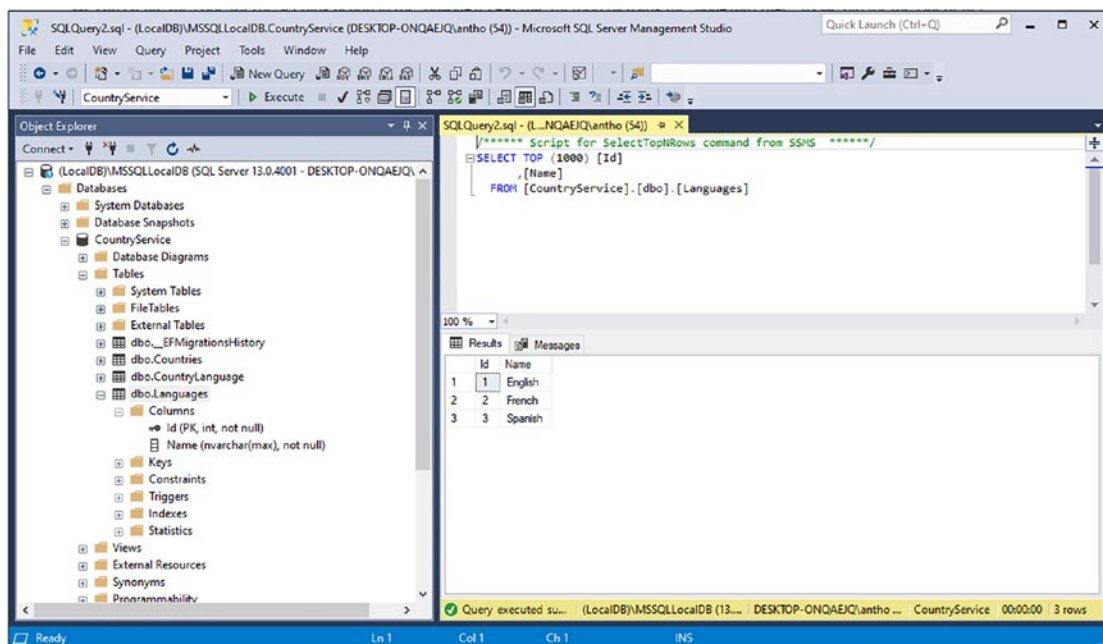 SQLQuery2.sql - (LocalDB)\MSSQLLocalDB.CountryService (DESKTOP-ONQAEJQ\antho (54)) - Microsoft SQL Server Management Studio
Quick Launch (Ctrl+Q)
File Edit View Query Project Tools Window Help
New Query
CountryService
Execute
Object Explorer
Connect
(LocalDB)\MSSQLLocalDB (SQL Server 13.0.4001 - DESKTOP-ONQAEJQ\
Databases
System Databases
Database Snapshots
CountryService
Database Diagrams
Tables
System Tables
FileTables
External Tables
dbo.__EFMigrationsHistory
dbo.Countries
dbo.CountryLanguage
dbo.Languages
Columns
Id (PK, int, not null)
Name (nvarchar(max), not null)
Keys
Constraints
Triggers
Indexes
Statistics
Views
External Resources
Synonyms
Programmability
SQLQuery2.sql - (L...NQAEJQ\antho (54))
/****** Script for SelectTopNRows command from SSMS ******/
SELECT TOP (1000) [Id]
,[Name]
FROM [CountryService].[dbo].[Languages]
100 %
Results Messages
Id Name
1 1 English
2 2 French
3 3 Spanish
Query executed su... (LocalDB)\MSSQLLocalDB (13.... DESKTOP-ONQAEJQ\antho ... CountryService 00:00:00 3 rows
Ready Ln 1 Col 1 Ch 1 INS